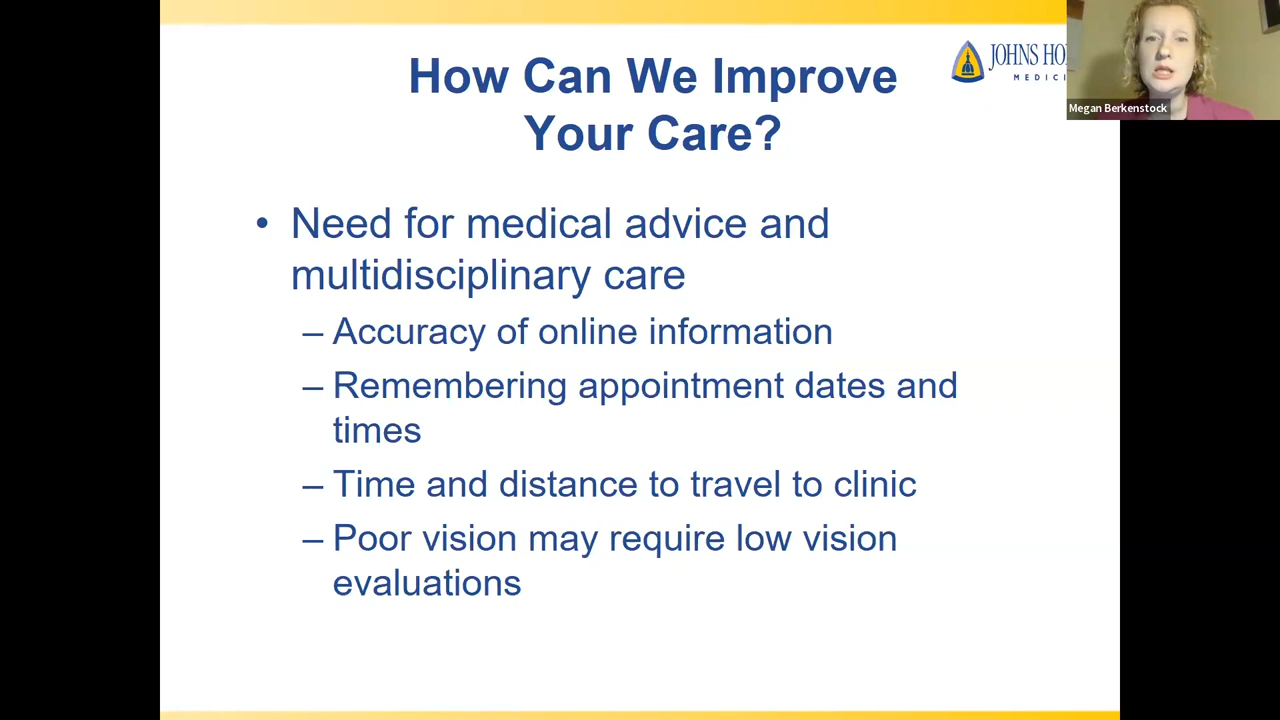 How Can We Improve
Your Care?
JOHNS
MEDICI
Megan Berkenstock
• Need for medical advice and
multidisciplinary care
– Accuracy of online information
– Remembering appointment dates and
times
– Time and distance to travel to clinic
– Poor vision may require low vision
evaluations